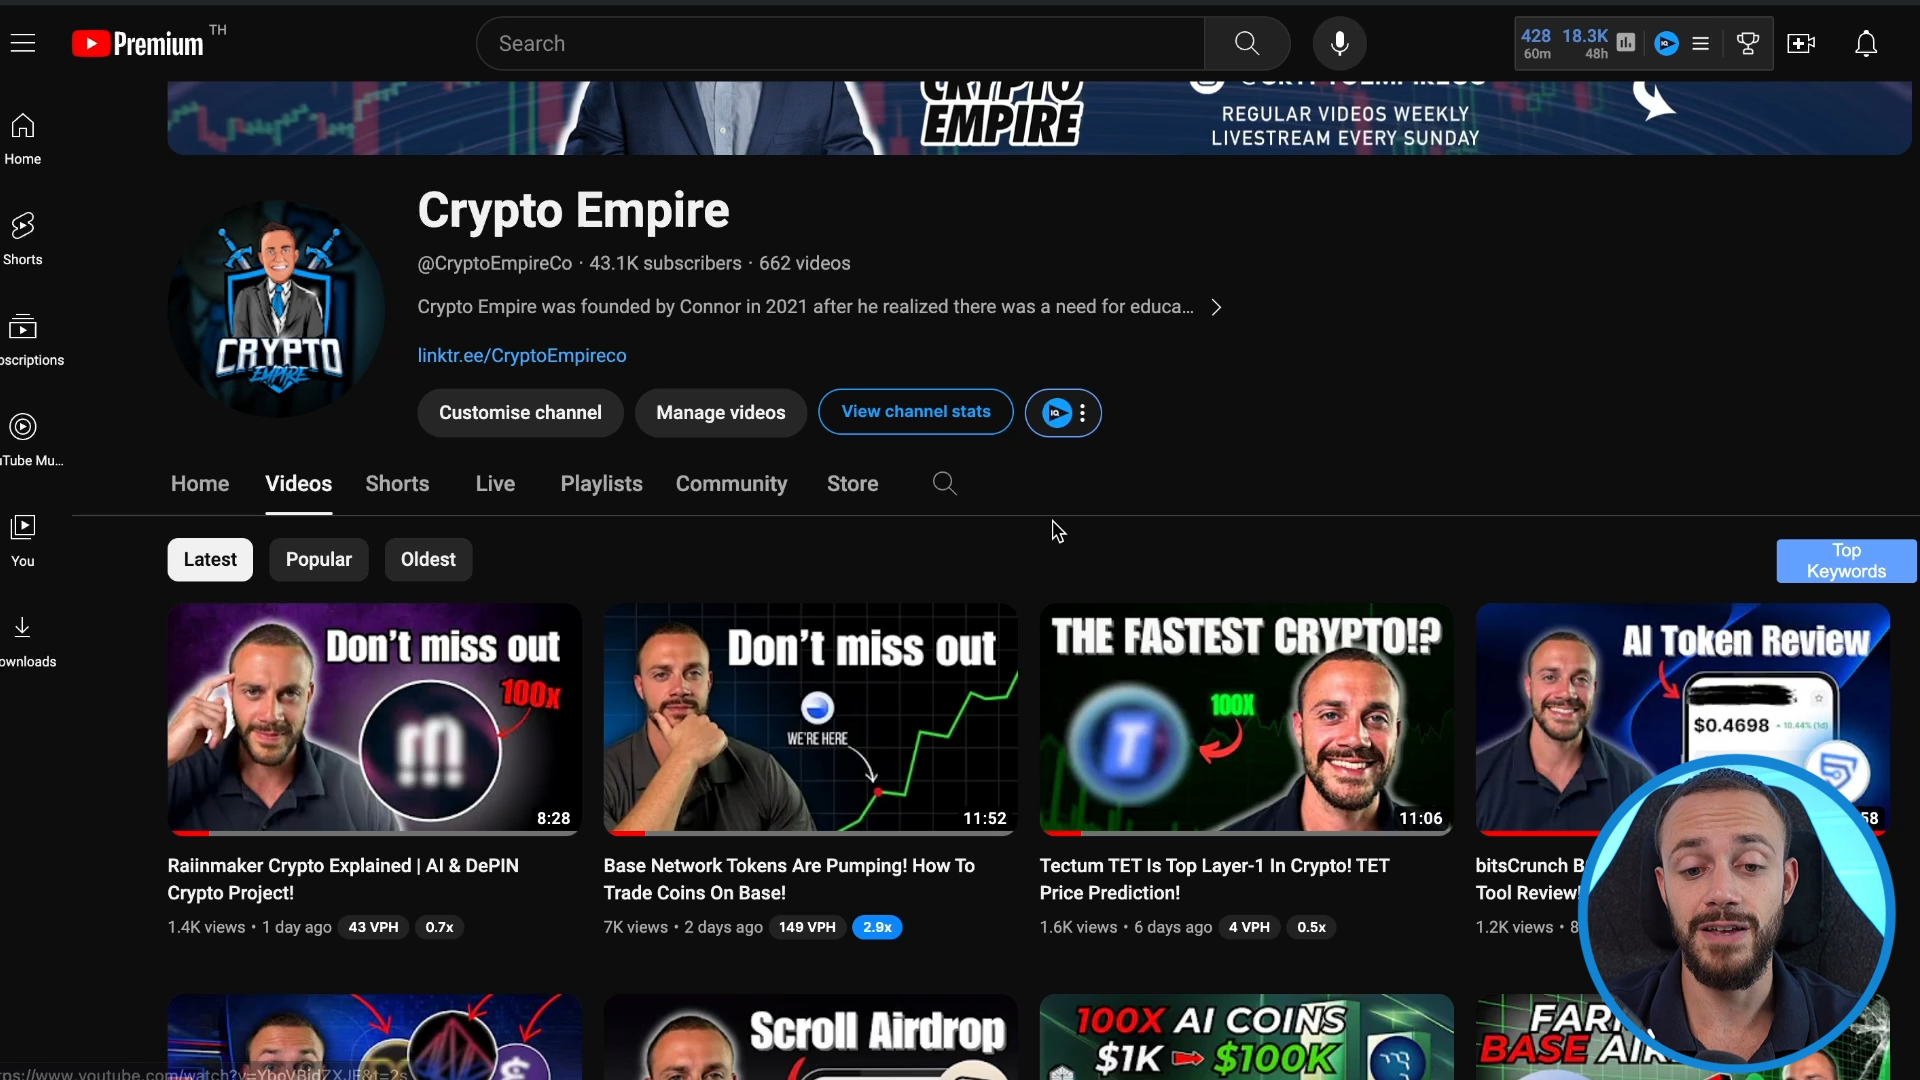 Premium TH
Search
428 18.3K
60m 48h
CRYPTO
EMPIRE
REGULAR VIDEOS WEEKLY
LIVESTREAM EVERY SUNDAY
Home
Shorts
bscriptions
uTube Mu...
You
ownloads
CRYPTO
EMPIRE
Crypto Empire
@CryptoEmpireCo · 43.1K subscribers · 662 videos
Crypto Empire was founded by Connor in 2021 after he realized there was a need for educa...
linktr.ee/CryptoEmpireco
Customise channel Manage videos View channel stats IQ
Home Videos Shorts Live Playlists Community Store
Latest Popular Oldest
Top
Keywords
Don't miss out
100x
8:28
Raiinmaker Crypto Explained | AI & DePIN
Crypto Project!
1.4K views • 1 day ago 43 VPH 0.7x
Don't miss out
WE'RE HERE
11:52
Base Network Tokens Are Pumping! How To
Trade Coins On Base!
7K views • 2 days ago 149 VPH 2.9x
THE FASTEST CRYPTO!?
100X
T
11:06
Tectum TET Is Top Layer-1 In Crypto! TET
Price Prediction!
1.6K views • 6 days ago 4 VPH 0.5x
AI Token Review
$0.4698 10.44% (1d)
58
bitsCrunch B
Tool Review!
1.2K views • 8
Scroll Airdrop
100X AI COINS
$1K $100K
FAR
BASE AIR